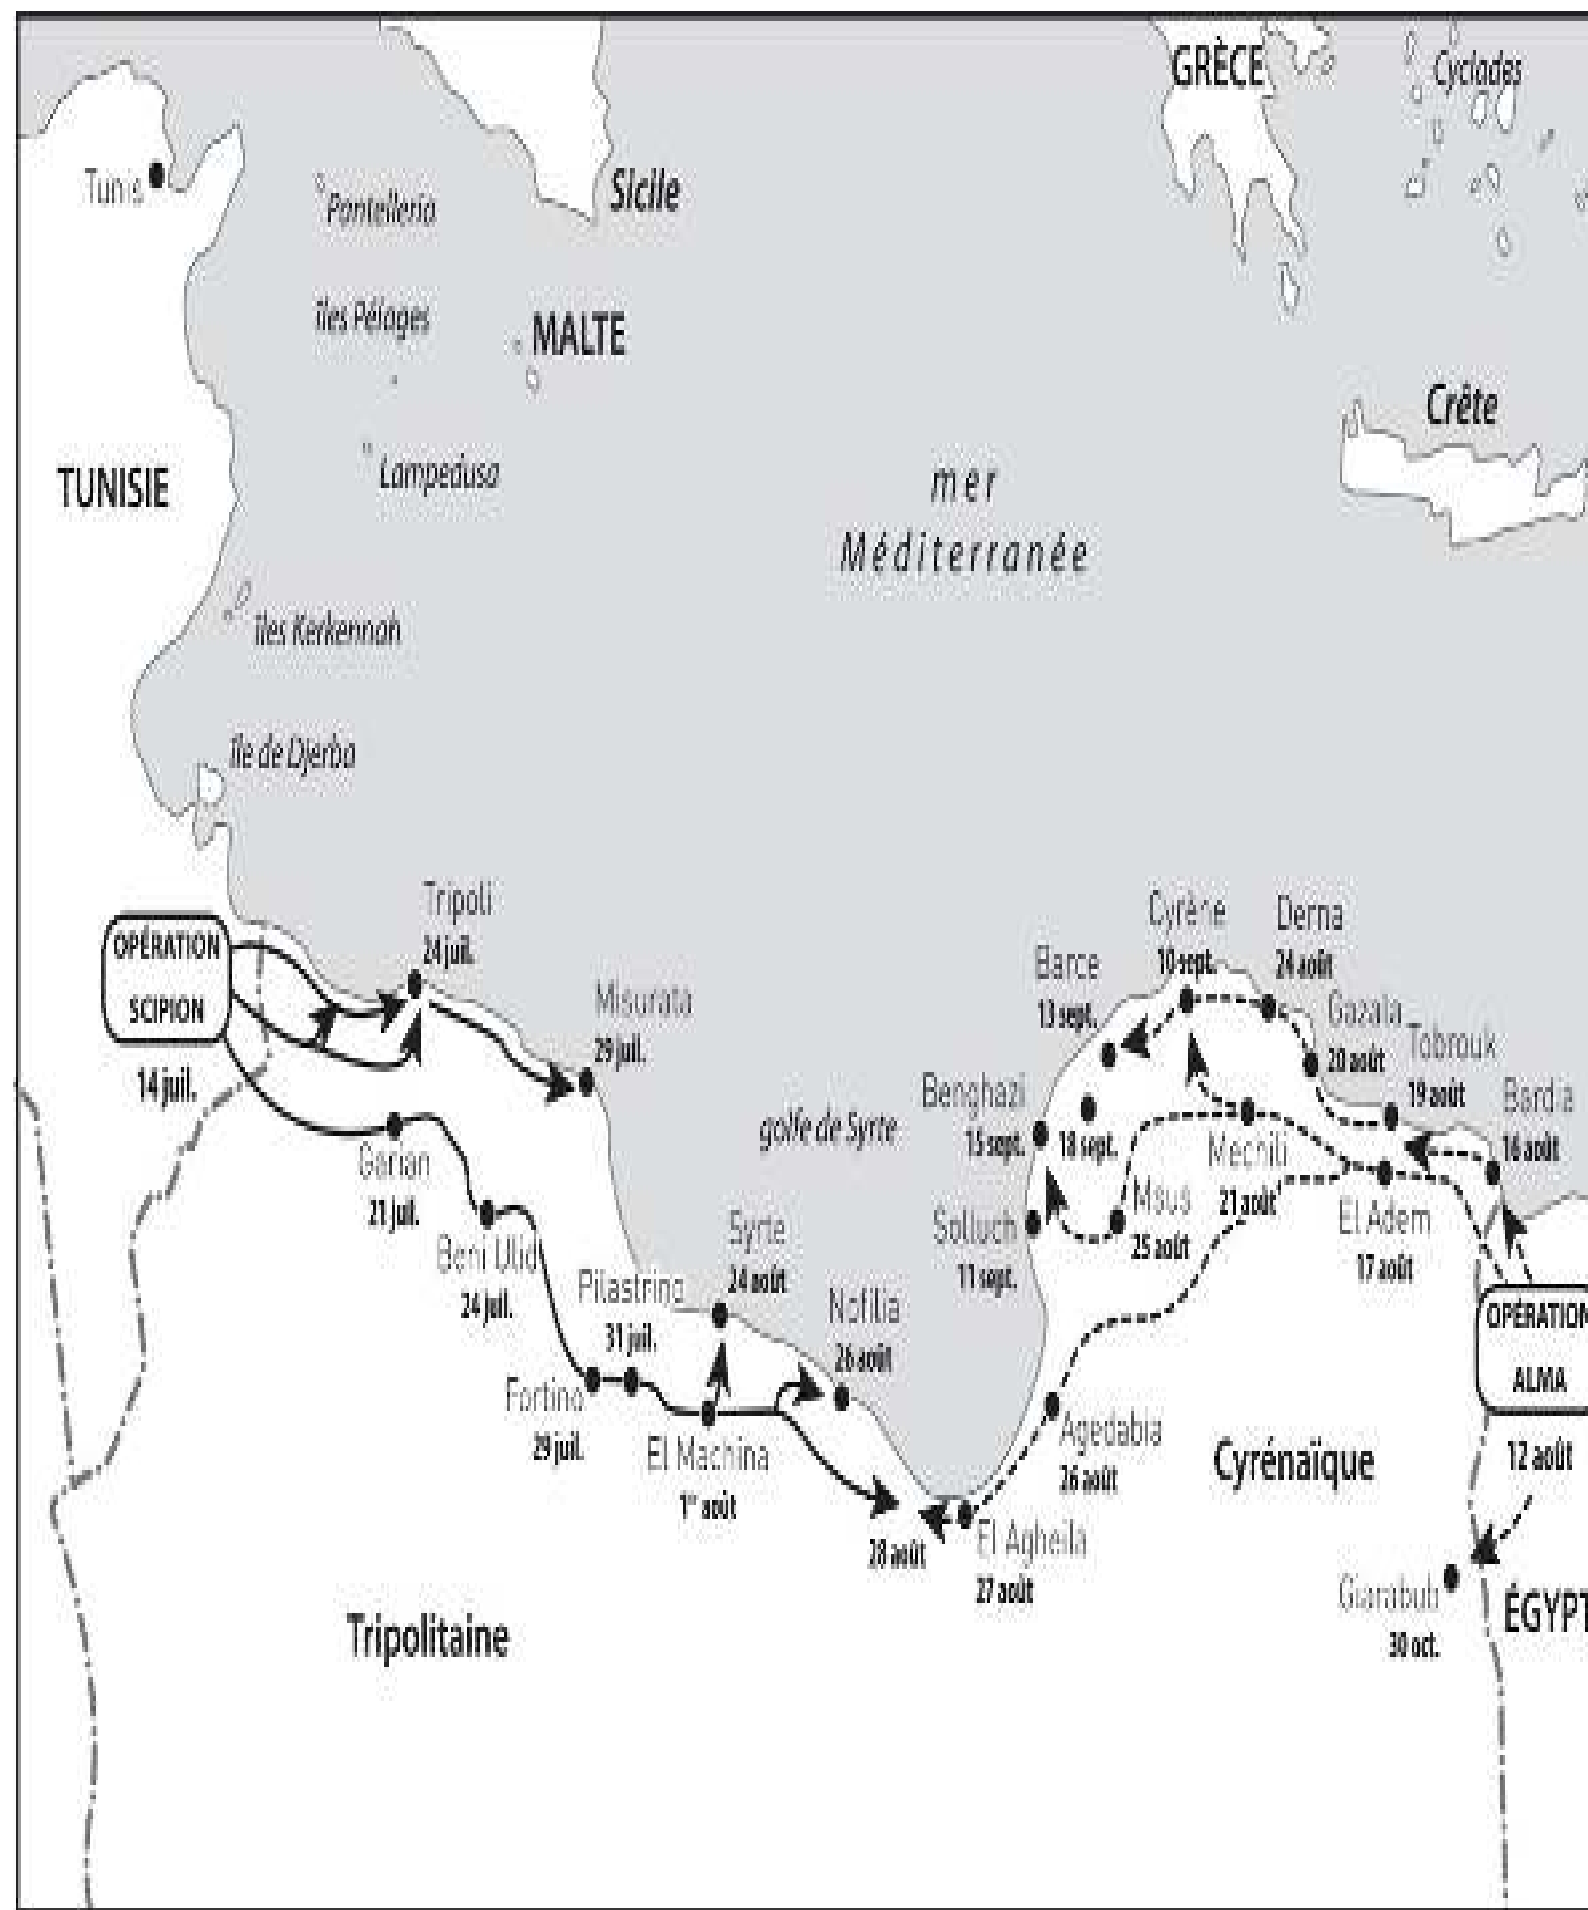 GRÈCE
Cyclades
Tunis
Pantelleria
Sicile
îles Pélages
MALTE
Crête
TUNISIE
Lampedusa
mer
Méditerranée
îles Kerkennah
île de Djerba
OPÉRATION
SCIPION
14 juil.
Tripoli
24 juil.
Misurata
29 juil.
Garian
21 juil.
Beni Ulid
24 juil.
Fortino
29 juil.
Pilastrino
31 juil.
El Machina
1er août
Syrte
24 août
Nofilia
26 août
28 août
golfe de Syrte
El Agheila
27 août
Agedabia
26 août
Solluch
11 sept.
Benghazi
15 sept.
18 sept.
Barce
13 sept.
Cyrène
10 sept.
Derna
24 août
Gazala
20 août
Tobrouk
19 août
Bardia
16 août
Mechili
21 août
Msus
25 août
El Adem
17 août
OPÉRATION
ALMA
12 août
Cyrénaïque
Giarabub
30 oct.
ÉGYPT
Tripolitaine